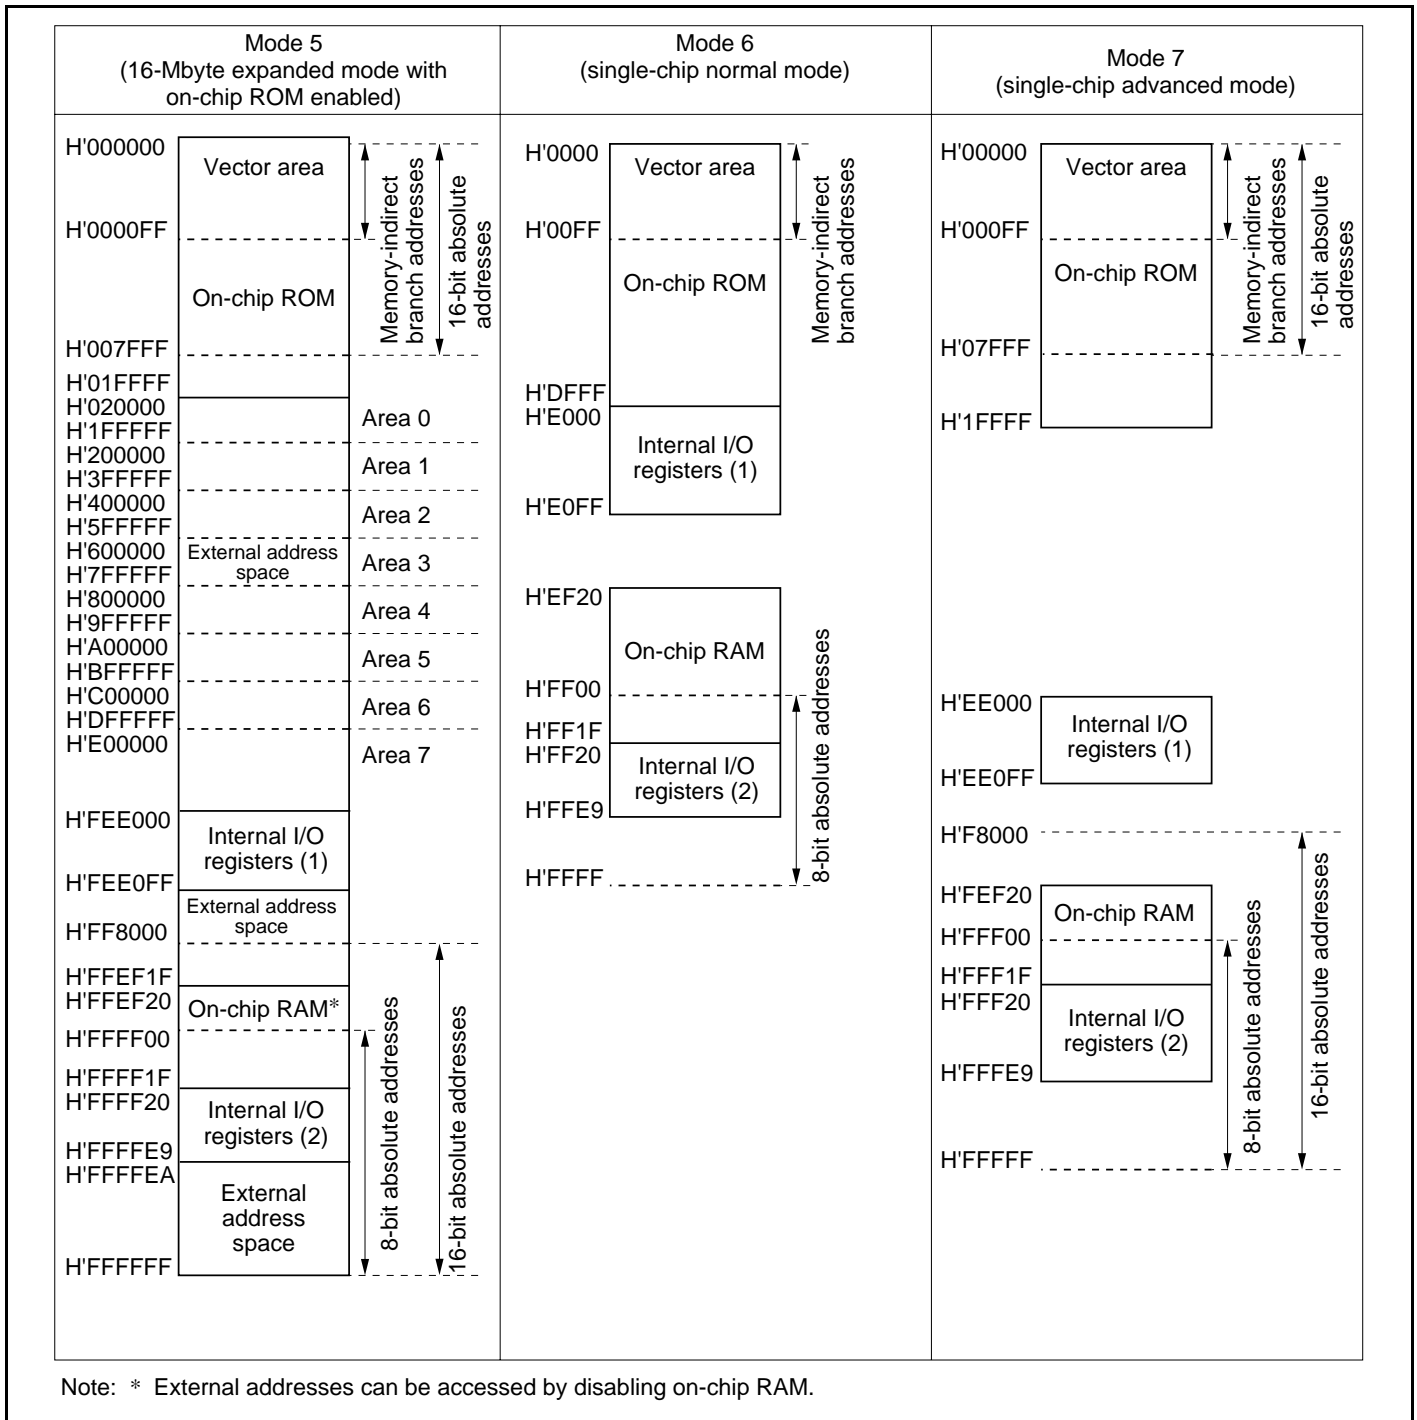 Mode 5
(16-Mbyte expanded mode with
on-chip ROM enabled)
H'000000
Vector area
H'0000FF
On-chip ROM
H'007FFF
H'01FFFF
H'020000
H'1FFFFF
H'200000
H'3FFFFF
H'400000
H'5FFFFF
H'600000
H'7FFFFF
H'800000
H'9FFFFF
H'A00000
H'BFFFFF
H'C00000
H'DFFFFF
H'E00000
External address
space
Memory-indirect
branch addresses
16-bit absolute
addresses
Area 0
Area 1
Area 2
Area 3
Area 4
Area 5
Area 6
Area 7
H'FEE000
Internal I/O
registers (1)
H'FEE0FF
External address
space
H'FF8000
H'FFEF1F
H'FFEF20
On-chip RAM*
H'FFFF00
H'FFFF1F
H'FFFF20
Internal I/O
registers (2)
H'FFFFE9
H'FFFFEA
External
address
space
H'FFFFFF
8-bit absolute addresses
16-bit absolute addresses
Mode 6
(single-chip normal mode)
H'0000
Vector area
H'00FF
On-chip ROM
Memory-indirect
branch addresses
H'DFFF
H'E000
Internal I/O
registers (1)
H'E0FF
H'EF20
On-chip RAM
H'FF00
H'FF1F
H'FF20
Internal I/O
registers (2)
H'FFE9
H'FFFF
8-bit absolute addresses
Mode 7
(single-chip advanced mode)
H'00000
Vector area
H'000FF
On-chip ROM
H'07FFF
H'1FFFF
Memory-indirect
branch addresses
16-bit absolute
addresses
H'EE000
Internal I/O
registers (1)
H'EE0FF
H'F8000
H'FEF20
On-chip RAM
H'FFF00
H'FFF1F
H'FFF20
Internal I/O
registers (2)
H'FFFE9
H'FFFFF
8-bit absolute addresses
16-bit absolute addresses
Note: * External addresses can be accessed by disabling on-chip RAM.